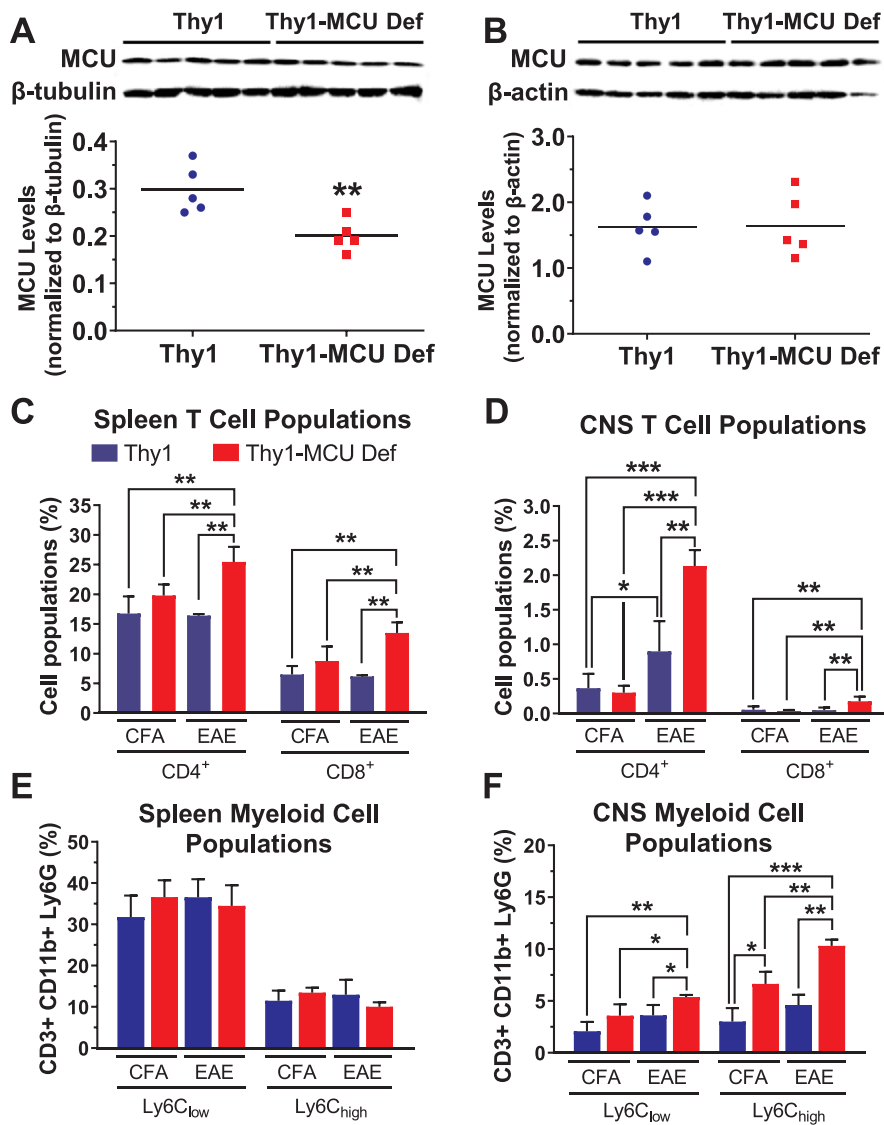 A
Thy1 Thy1-MCU Def
MCU
β-tubulin
MCU Levels
(normalized to β-tubulin)
0.4
0.3
0.2
0.1
0.0
**
Thy1 Thy1-MCU Def
B
Thy1 Thy1-MCU Def
MCU
β-actin
MCU Levels
(normalized to β-actin)
3.0
2.5
2.0
1.5
1.0
0.0
Thy1 Thy1-MCU Def
C
Spleen T Cell Populations
Thy1 Thy1-MCU Def
Cell populations (%)
35
30
25
20
15
10
5
0
**
**
**
**
**
**
CFA EAE CFA EAE
CD4+ CD8+
D
CNS T Cell Populations
Cell populations (%)
3.0
2.5
2.0
1.5
1.0
0.5
0.0
***
***
**
*
**
**
**
CFA EAE CFA EAE
CD4+ CD8+
E
Spleen Myeloid Cell
Populations
CD3+ CD11b+ Ly6G (%)
50
40
30
20
10
0
CFA EAE CFA EAE
Ly6Clow Ly6Chigh
F
CNS Myeloid Cell
Populations
CD3+ CD11b+ Ly6G (%)
20
15
10
5
0
**
*
*
***
**
**
*
CFA EAE CFA EAE
Ly6Clow Ly6Chigh